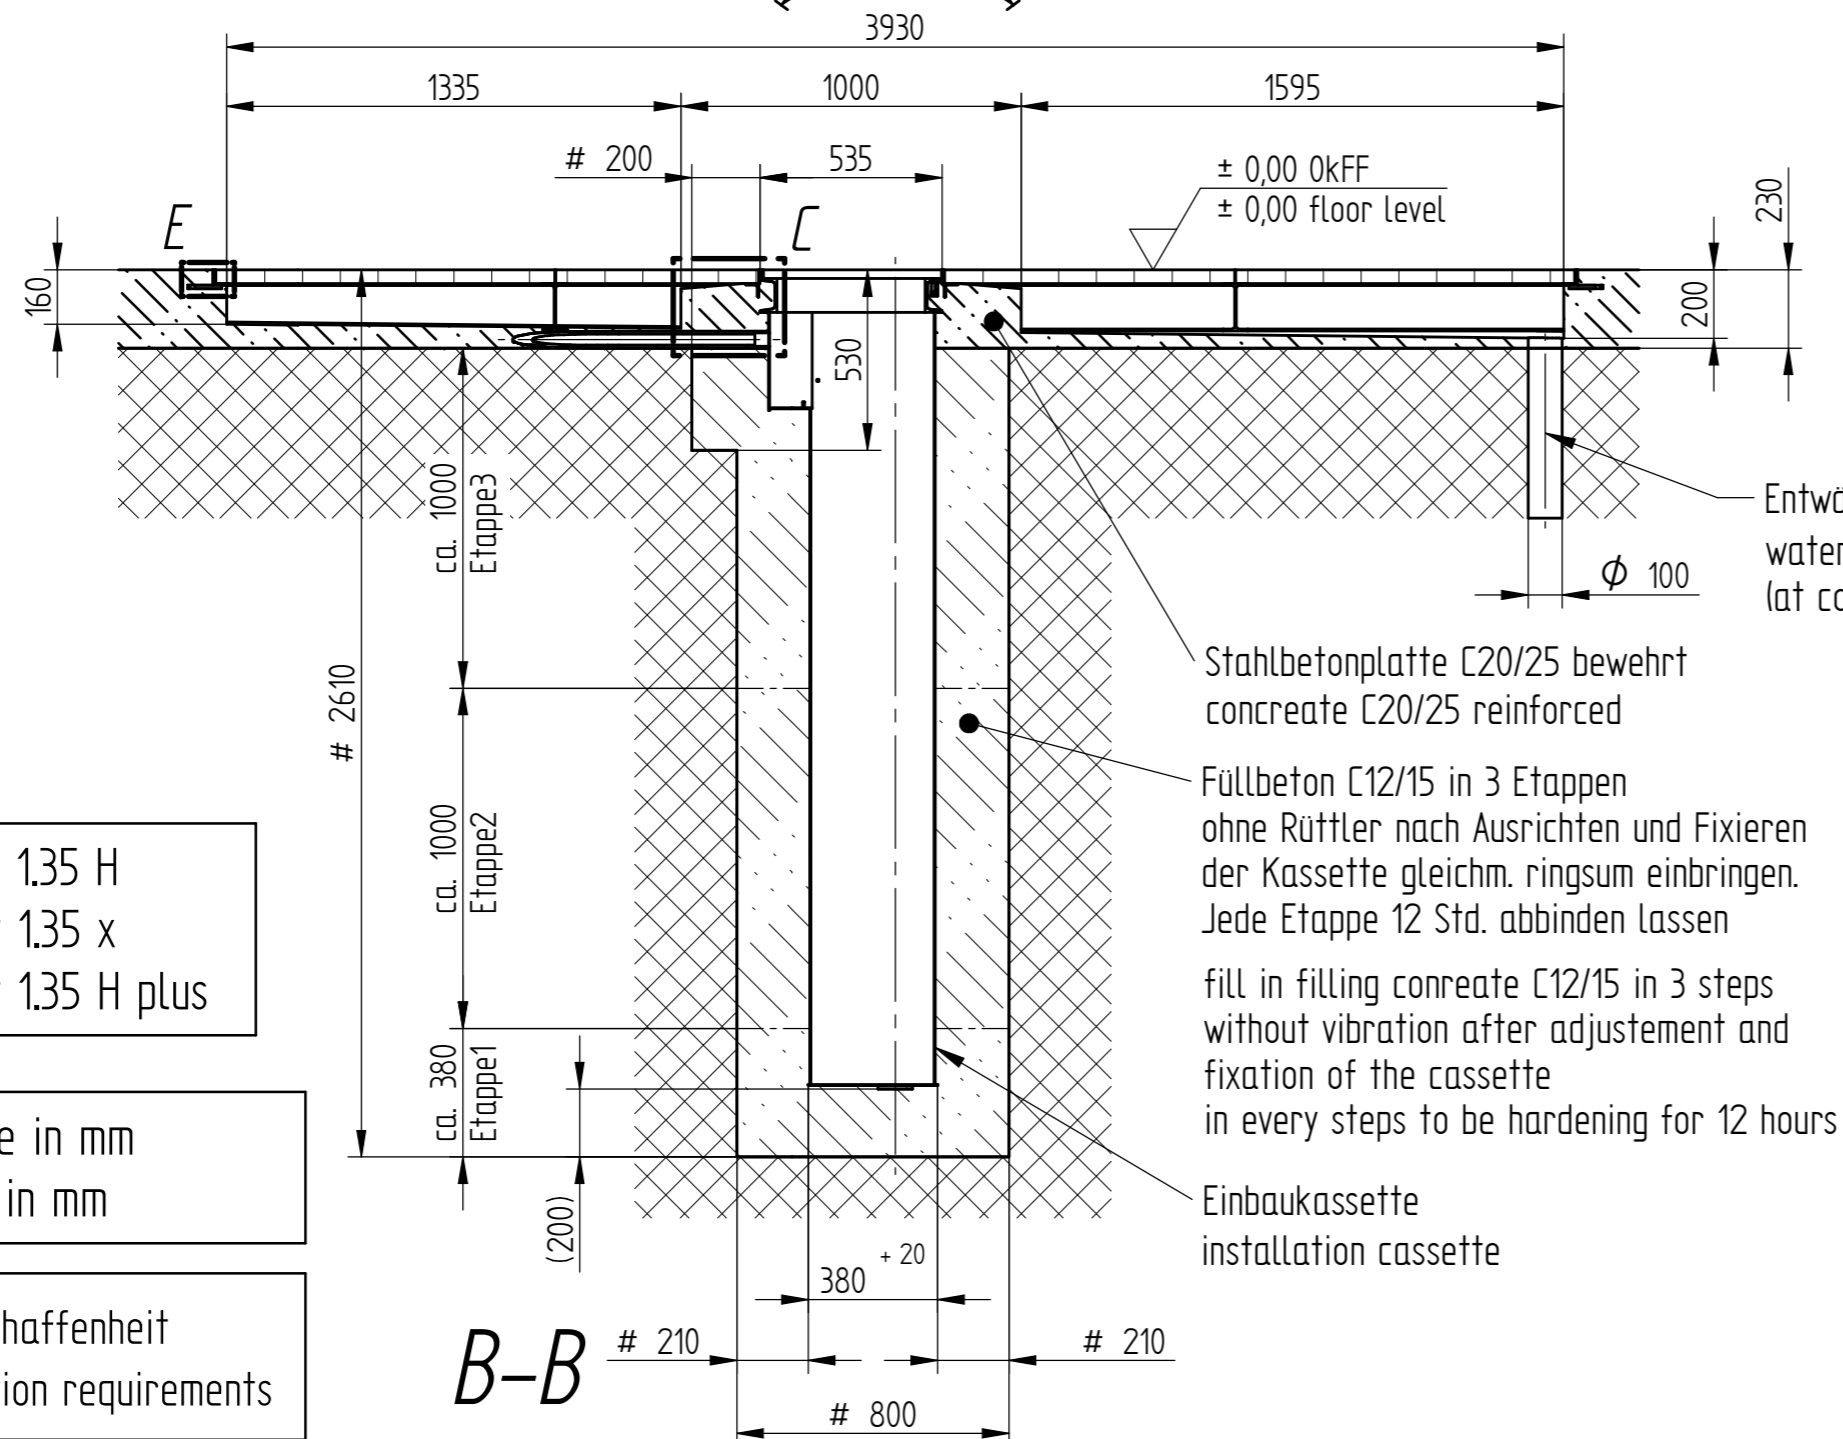 3930
1335
1000
1595
# 200
535
± 0,00 OkFF
± 0,00 floor level
230
E
C
160
200
530
ca. 1000
Etappe3
Ø 100
water
(at
# 2610
Stahlbetonplatte C20/25 bewehrt
concreate C20/25 reinforced
ca. 1000
Etappe2
Füllbeton C12/15 in 3 Etappen
ohne Rüttler nach Ausrichten und Fixieren
der Kassette gleichm. ringsum einbringen.
Jede Etappe 12 Std. abbinden lassen
fill in filling conreate C12/15 in 3 steps
without vibration after adjustement and
fixation of the cassette
in every steps to be hardening for 12 hours
1.35 H
1.35 x
1.35 H plus
ca. 380
Etappe1
e in mm
in mm
(200)
Einbaukassette
installation cassette
+ 20
380
haffenheit
tion requirements
B-B
# 210
# 210
# 800